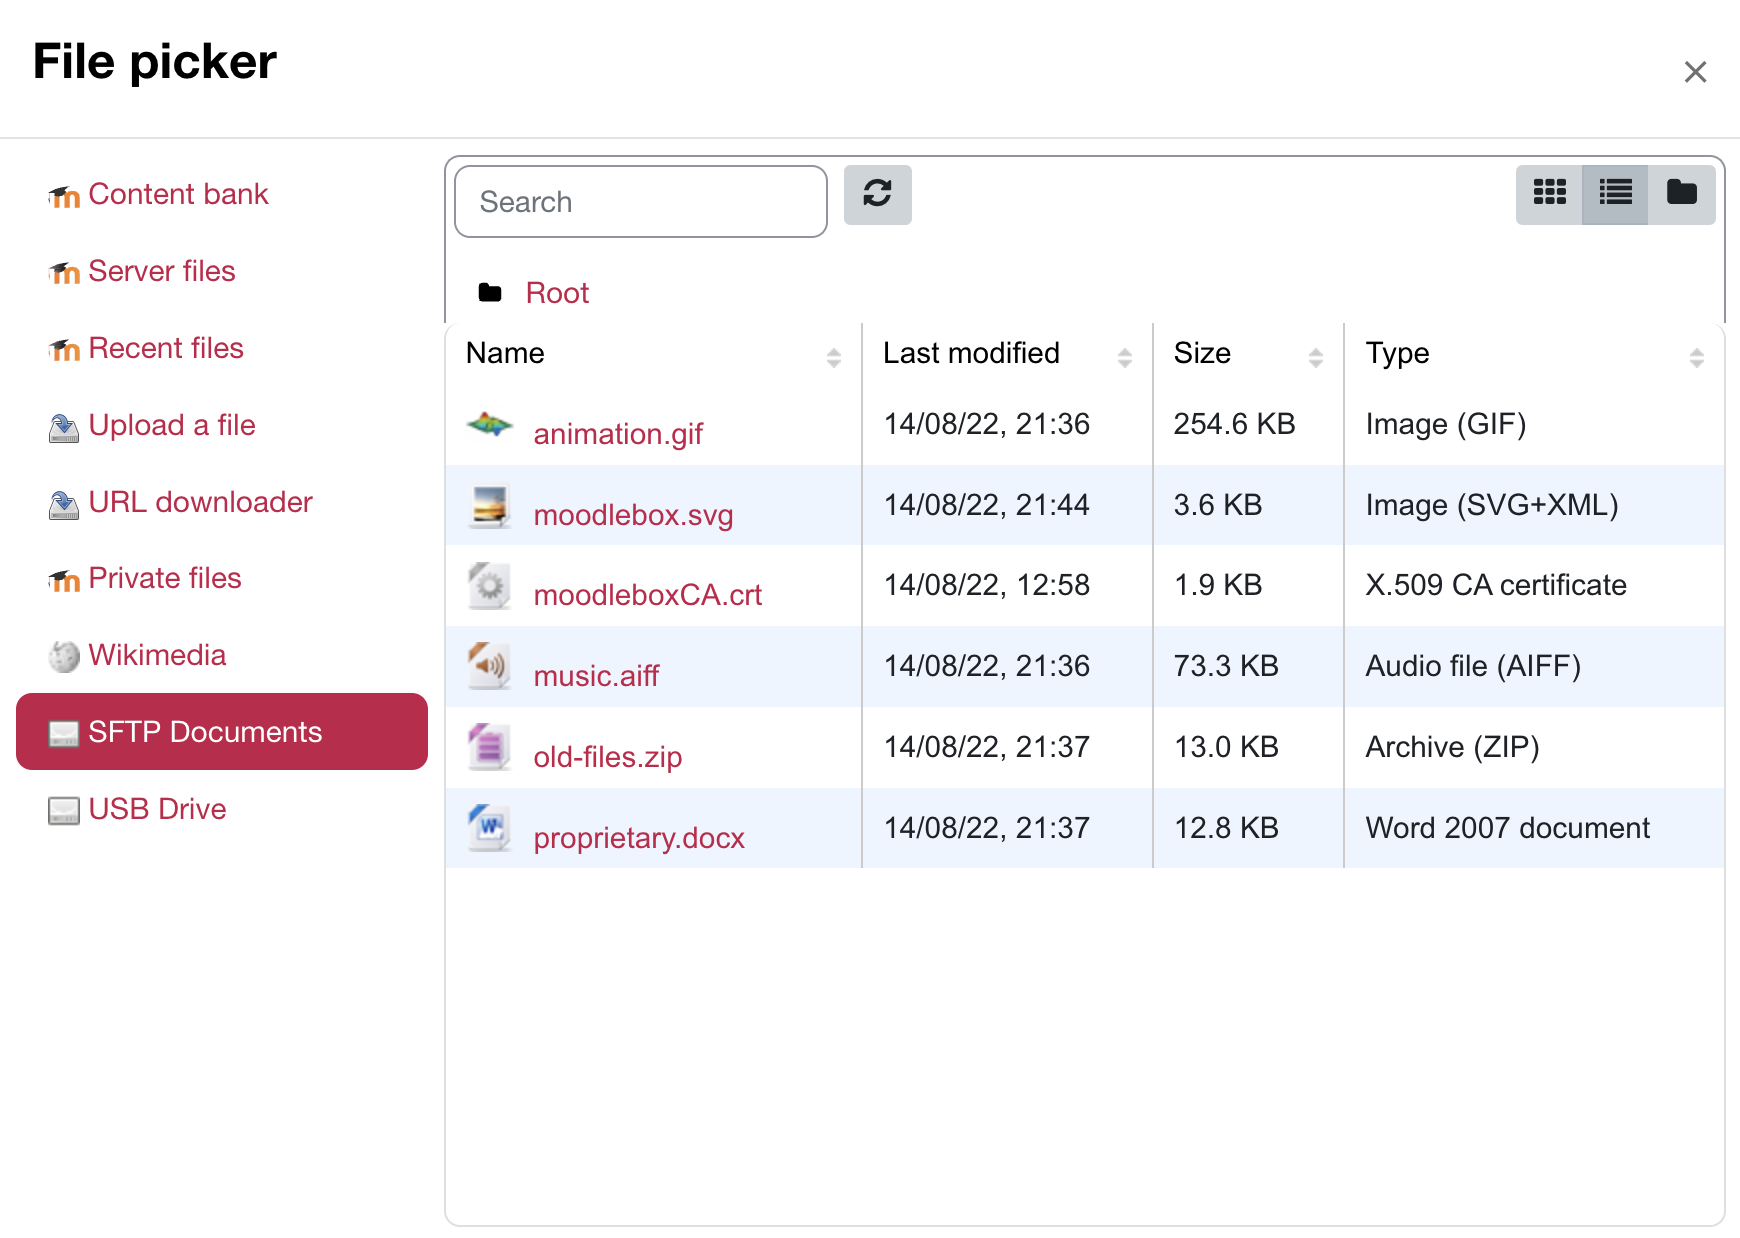 File picker
Content bank
Server files
Recent files
Upload a file
URL downloader
Private files
Wikimedia
SFTP Documents
USB Drive
Search
Root
Name Last modified Size Type
animation.gif 14/08/22, 21:36 254.6 KB Image (GIF)
moodlebox.svg 14/08/22, 21:44 3.6 KB Image (SVG+XML)
moodleboxCA.crt 14/08/22, 12:58 1.9 KB X.509 CA certificate
music.aiff 14/08/22, 21:36 73.3 KB Audio file (AIFF)
old-files.zip 14/08/22, 21:37 13.0 KB Archive (ZIP)
proprietary.docx 14/08/22, 21:37 12.8 KB Word 2007 document